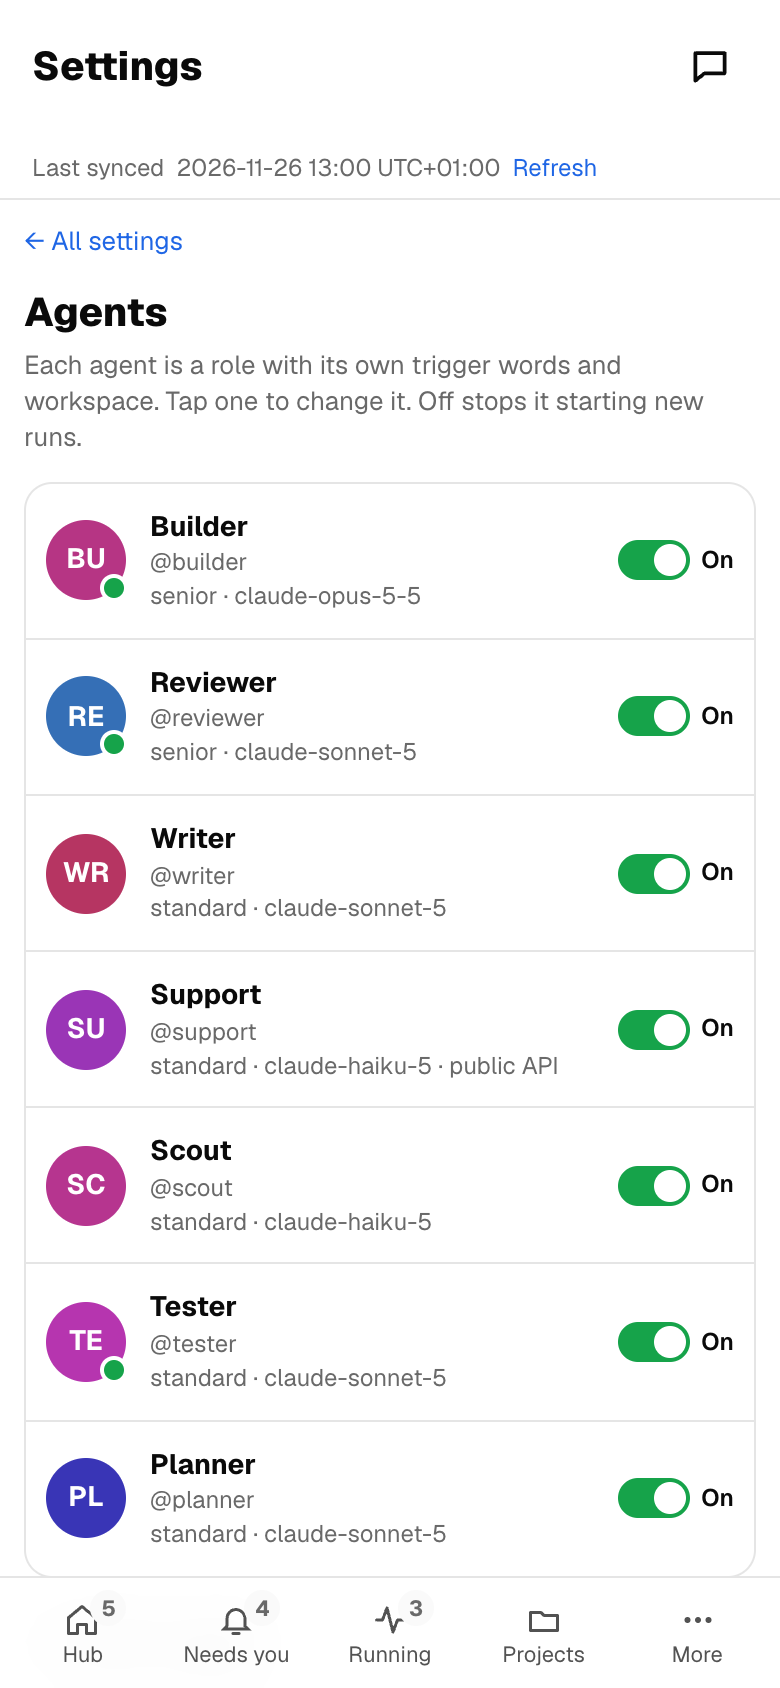 Settings
Last synced 2026-11-26 13:00 UTC+01:00 Refresh
← All settings
Agents
Each agent is a role with its own trigger words and
workspace. Tap one to change it. Off stops it starting new
runs.
BU
Builder
@builder
senior · claude-opus-5-5
On
RE
Reviewer
@reviewer
senior · claude-sonnet-5
On
WR
Writer
@writer
standard · claude-sonnet-5
On
SU
Support
@support
standard · claude-haiku-5 · public API
On
SC
Scout
@scout
standard · claude-haiku-5
On
TE
Tester
@tester
standard · claude-sonnet-5
On
PL
Planner
@planner
standard · claude-sonnet-5
On
5
4
3
Hub
Needs you
Running
Projects
More